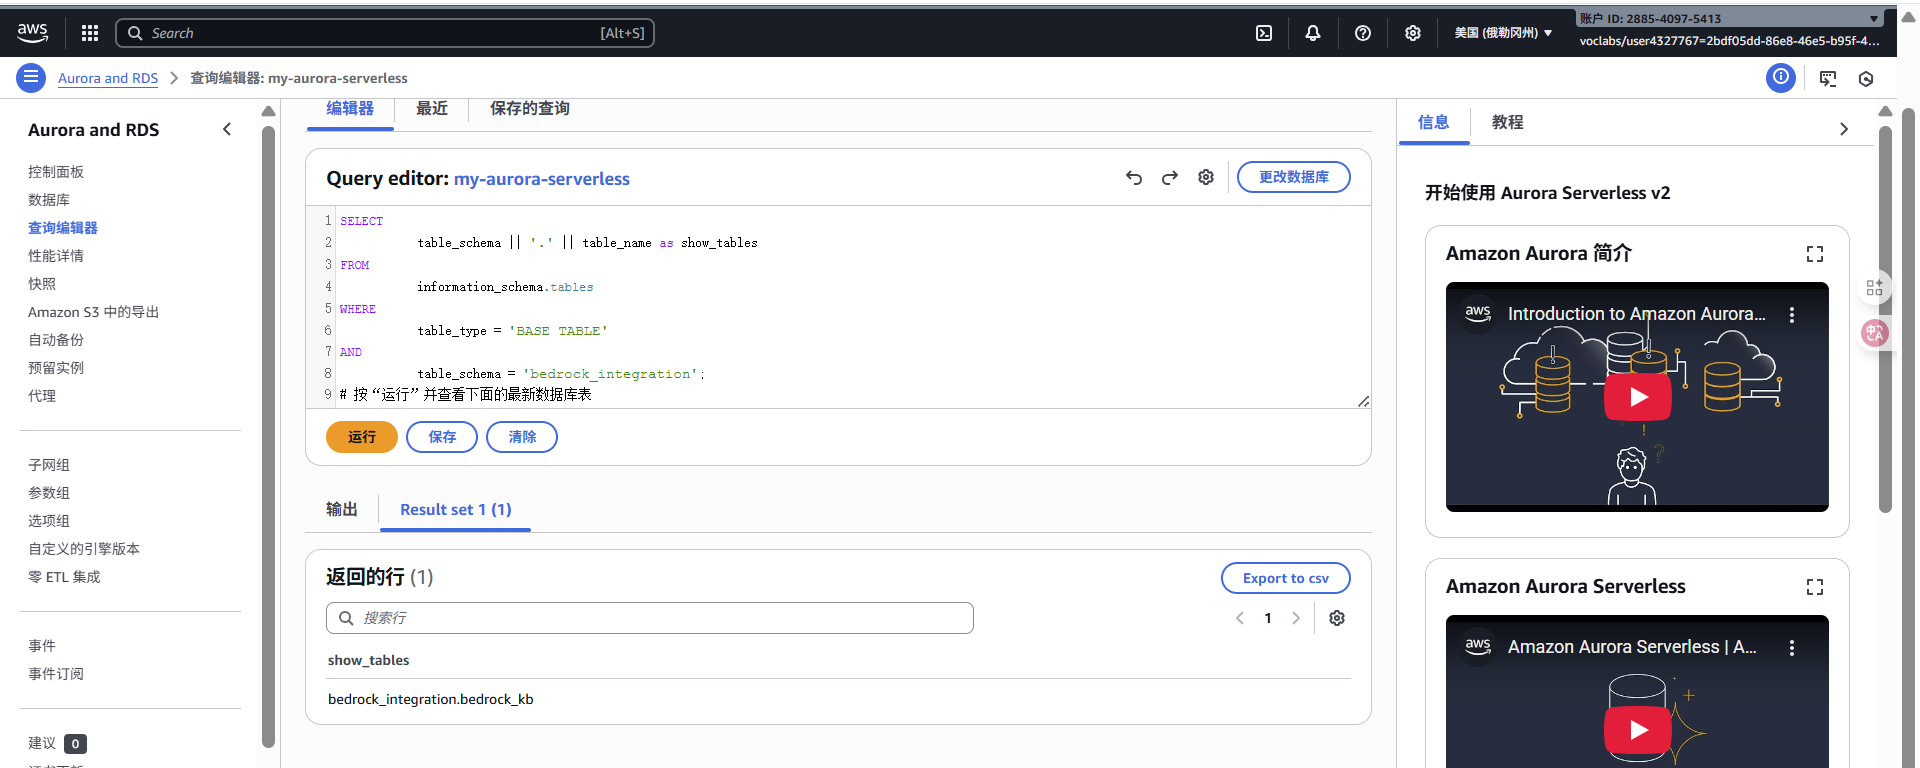 aws
Search
[Alt+S]
美国 (俄勒冈州)
账户 ID: 2885-4097-5413
voclabs/user4327767=2bdf05dd-86e8-46e5-b95f-4...
Aurora and RDS
查询编辑器: my-aurora-serverless
Aurora and RDS
控制面板
数据库
查询编辑器
性能详情
快照
Amazon S3 中的导出
自动备份
预留实例
代理
子网组
参数组
选项组
自定义的引擎版本
零 ETL 集成
事件
事件订阅
建议 0
编辑器
最近
保存的查询
Query editor: my-aurora-serverless
更改数据库
1 SELECT
2 table_schema || '.' || table_name as show_tables
3 FROM
4 information_schema.tables
5 WHERE
6 table_type = 'BASE TABLE'
7 AND
8 table_schema = 'bedrock_integration';
9 # 按“运行”并查看下面的最新数据库表
运行
保存
清除
输出
Result set 1 (1)
返回的行 (1)
Export to csv
搜索行
1
show_tables
bedrock_integration.bedrock_kb
信息
教程
开始使用 Aurora Serverless v2
Amazon Aurora 简介
aws
Introduction to Amazon Aurora...
Amazon Aurora Serverless
aws
Amazon Aurora Serverless | A...